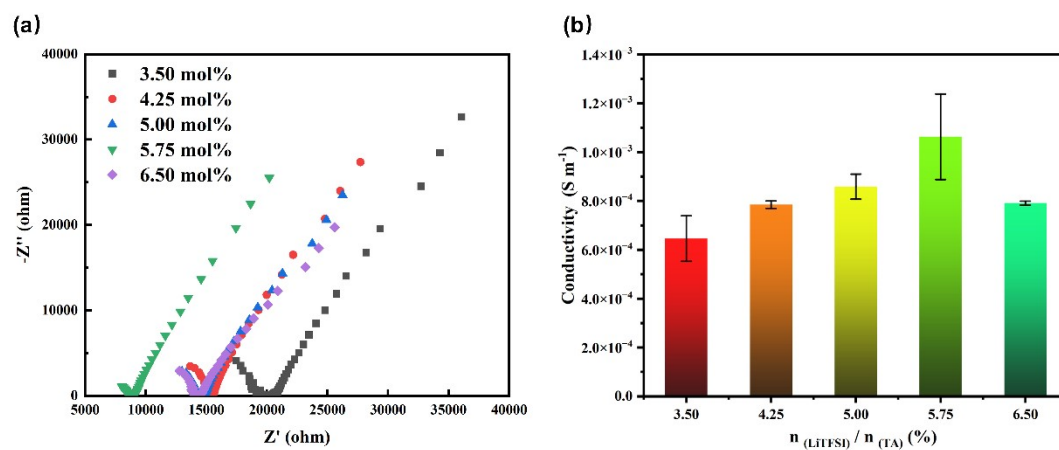 (a)
40000
30000
20000
10000
0
-Z'' (ohm)
3.50 mol%
4.25 mol%
5.00 mol%
5.75 mol%
6.50 mol%
5000 10000 15000 20000 25000 30000 35000 40000
Z' (ohm)
(b)
1.4×10⁻³
1.2×10⁻³
1.0×10⁻³
8.0×10⁻⁴
6.0×10⁻⁴
4.0×10⁻⁴
2.0×10⁻⁴
0.0
Conductivity (S m⁻¹)
3.50 4.25 5.00 5.75 6.50
n (LiTFSI) / n (TA) (%)